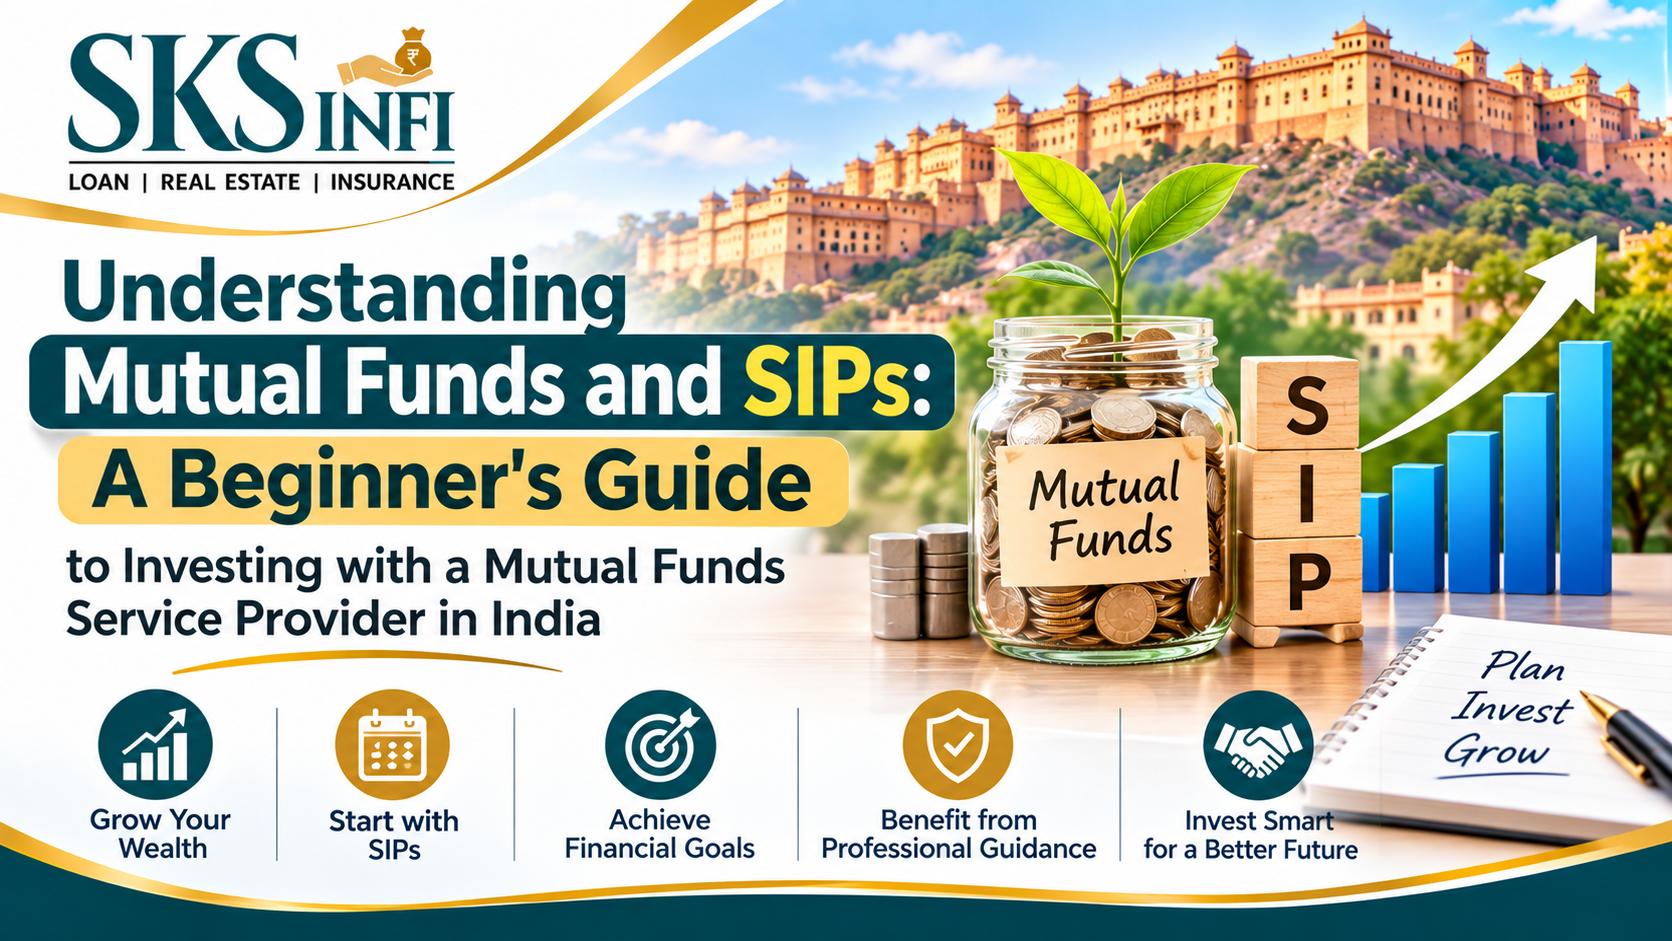 SKS INFI
LOAN | REAL ESTATE | INSURANCE
Understanding
Mutual Funds and SIPs:
A Beginner's Guide
to Investing with a Mutual Funds
Service Provider in India
Mutual
Funds
S
I
P
Plan
Invest
Grow
Grow Your
Wealth
Start with
SIPs
Achieve
Financial Goals
Benefit from
Professional Guidance
Invest Smart
for a Better Future